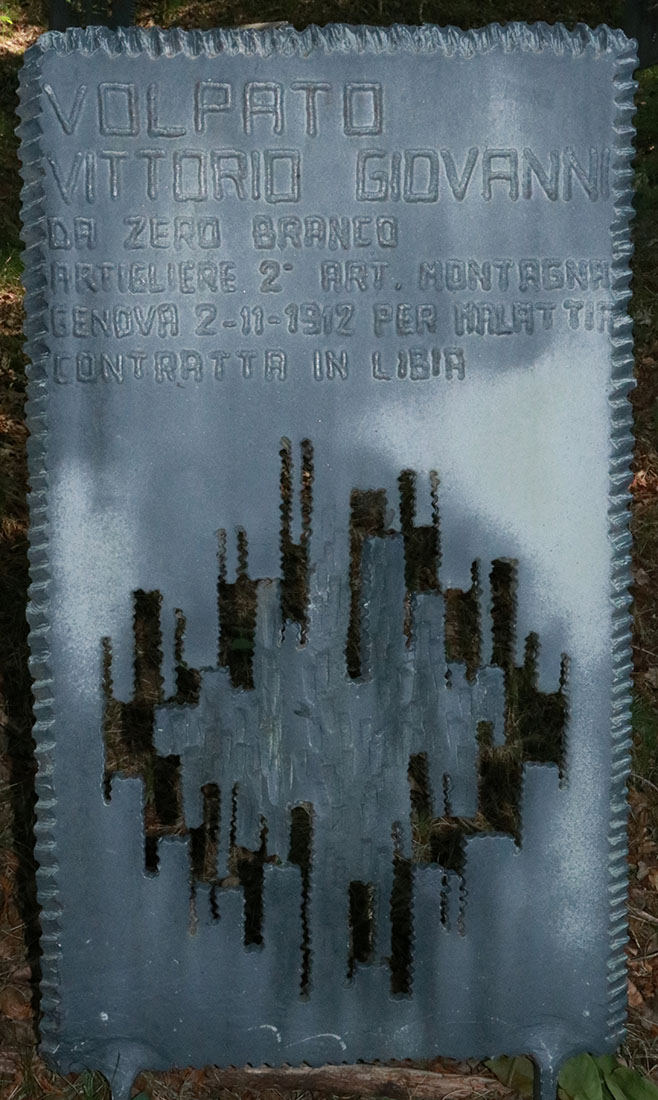 VOLPATO
VITTORIO GIOVANNI
DA ZERO BRANCO
ARTIGLIERE 2° ART. MONTAGNA
GENOVA 2-11-1912 PER MALATTIA
CONTRATTA IN LIBIA